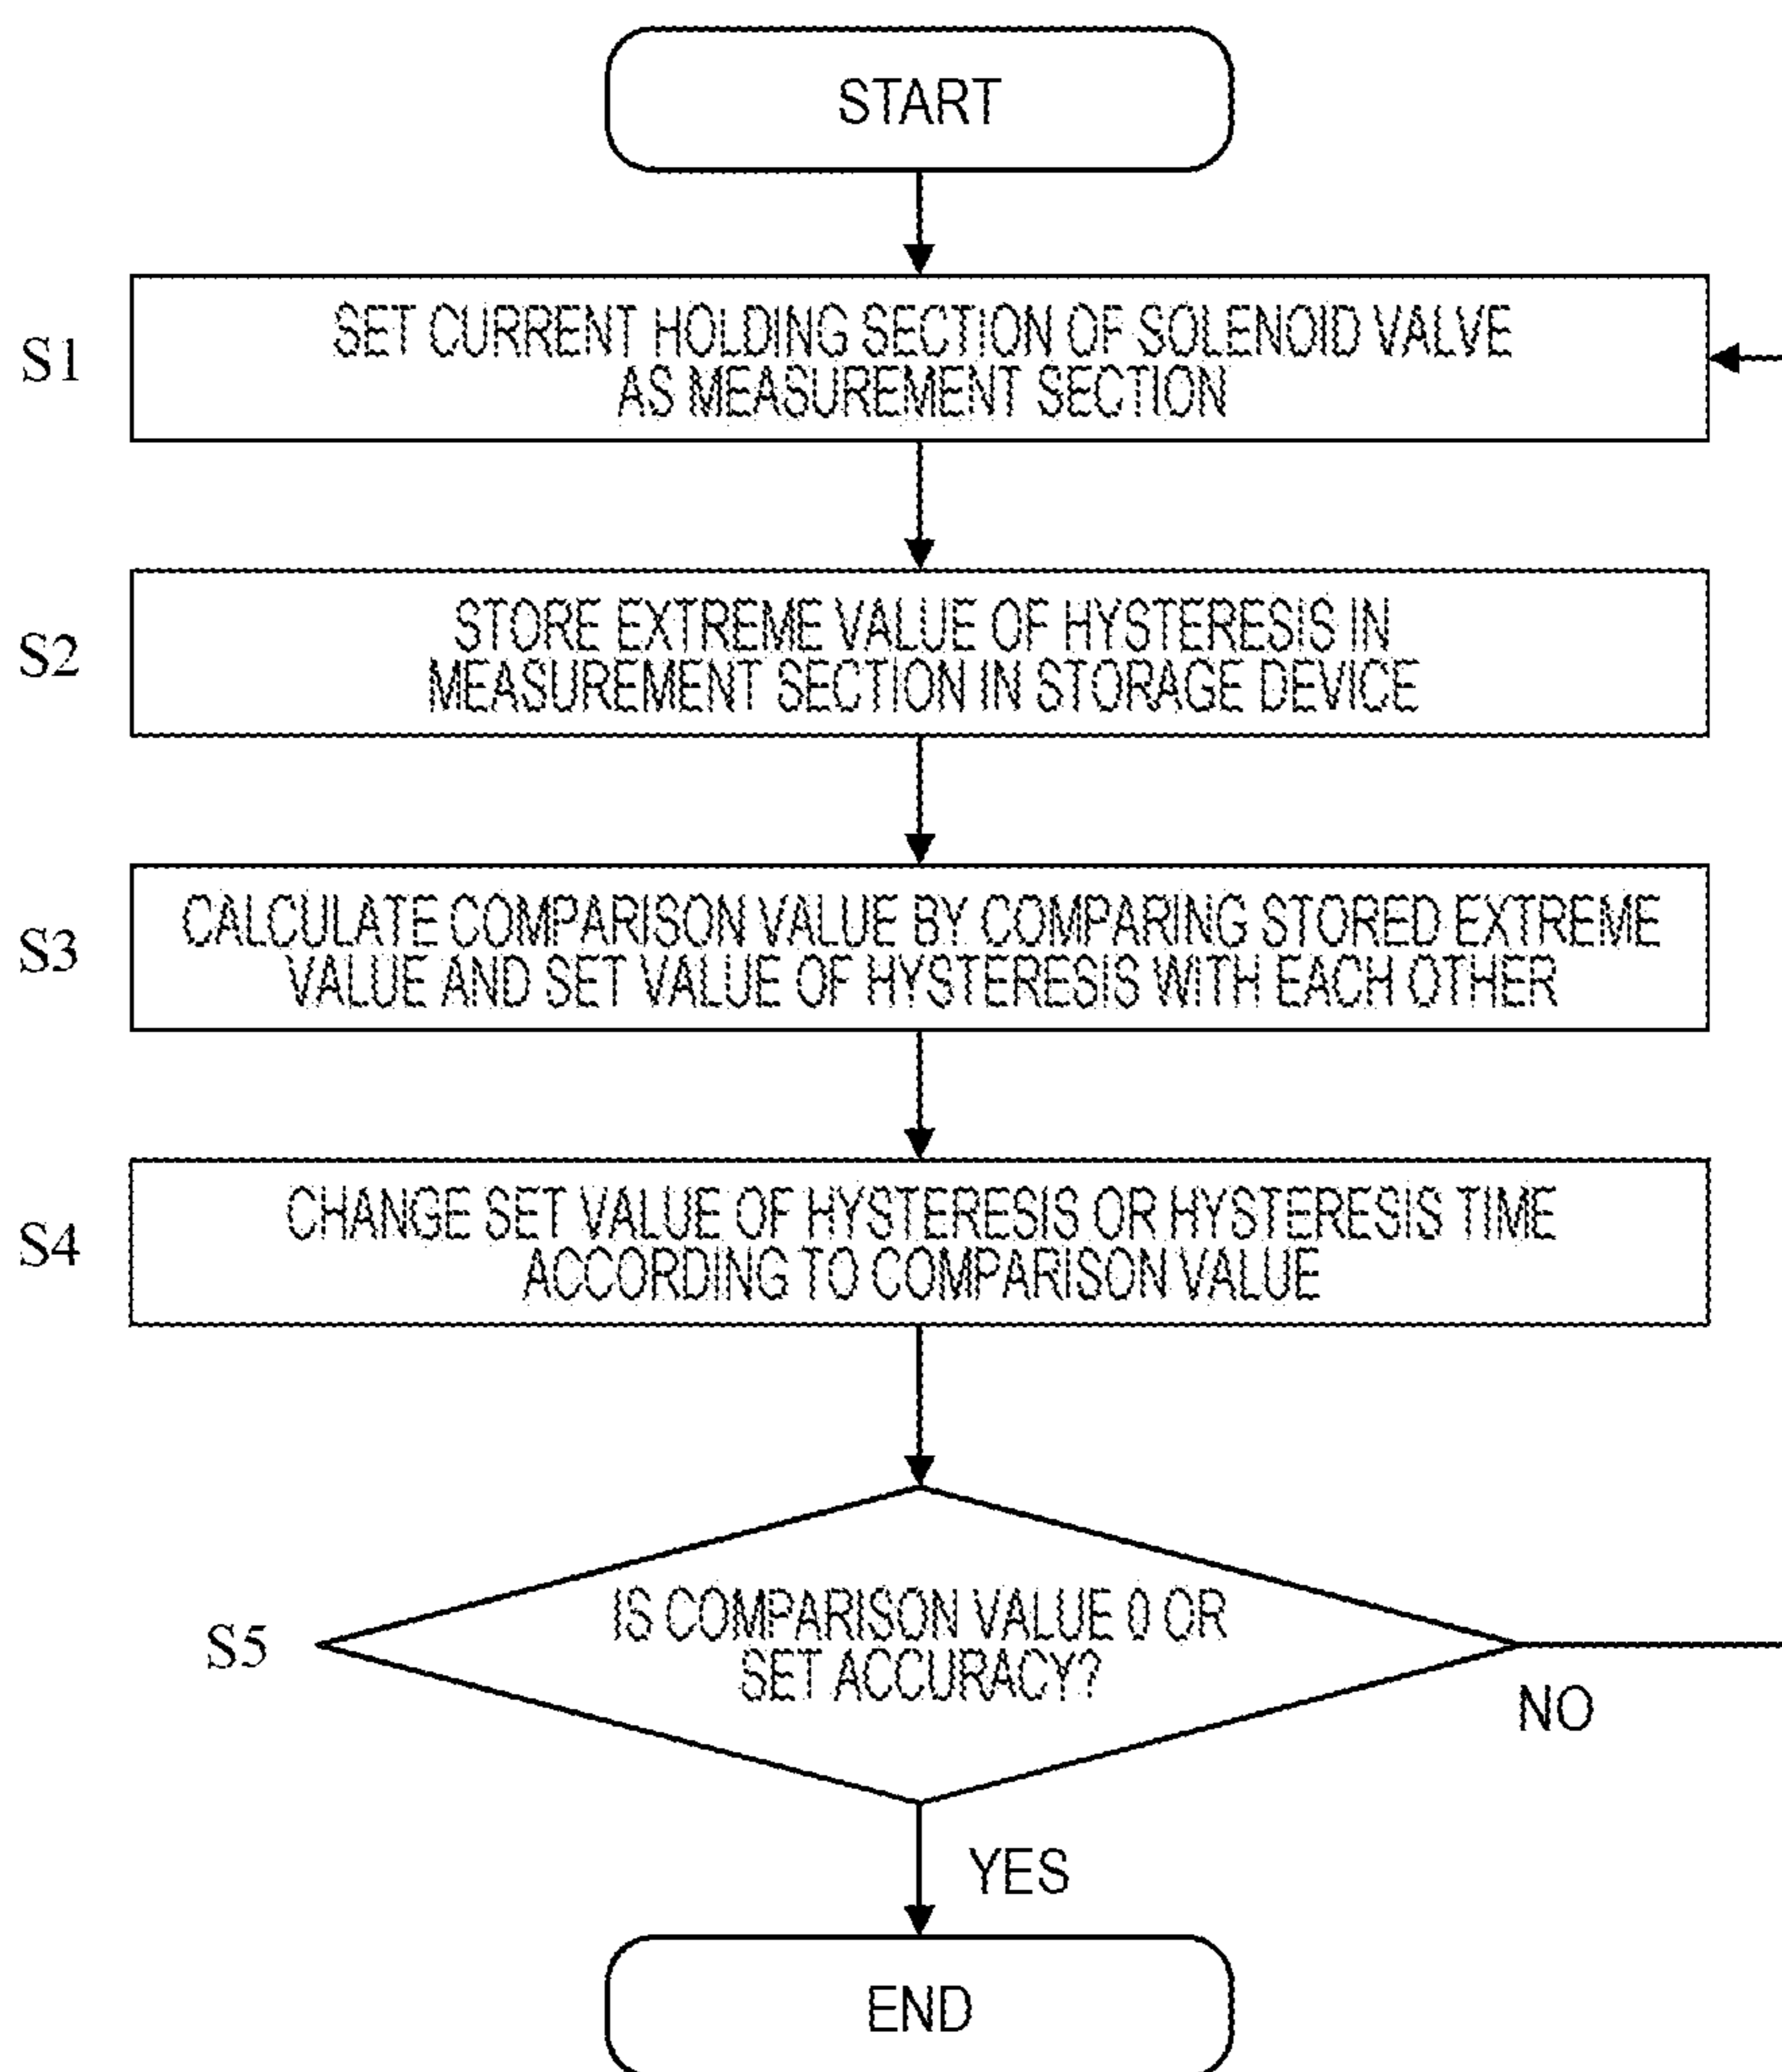 START
S1
SET CURRENT HOLDING SECTION OF SOLENOID VALVE
AS MEASUREMENT SECTION
S2
STORE EXTREME VALUE OF HYSTERESIS IN
MEASUREMENT SECTION IN STORAGE DEVICE
S3
CALCULATE COMPARISON VALUE BY COMPARING STORED EXTREME
VALUE AND SET VALUE OF HYSTERESIS WITH EACH OTHER
S4
CHANGE SET VALUE OF HYSTERESIS OR HYSTERESIS TIME
ACCORDING TO COMPARISON VALUE
S5
IS COMPARISON VALUE 0 OR
SET ACCURACY?
NO
YES
END